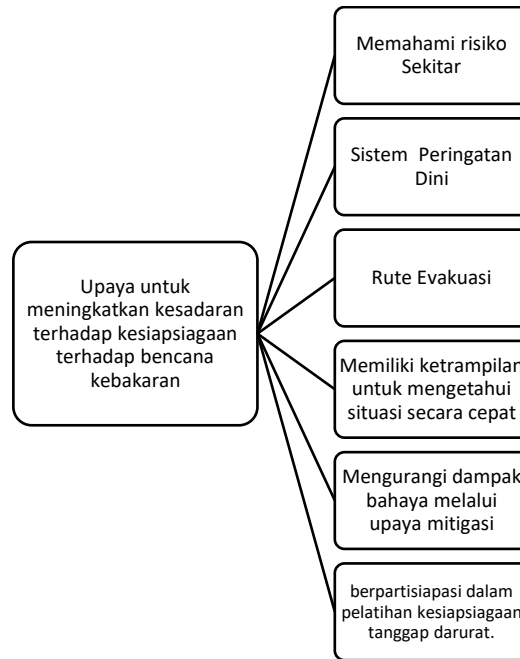 Upaya untuk
meningkatkan kesadaran
terhadap kesiapsiagaan
terhadap bencana
kebakaran
Memahami risiko
Sekitar
Sistem Peringatan
Dini
Rute Evakuasi
Memiliki ketrampilan
untuk mengetahui
situasi secara cepat
Mengurangi dampak
bahaya melalui
upaya mitigasi
berpartisiapasi dalam
pelatihan kesiapsiagaan
tanggap darurat.